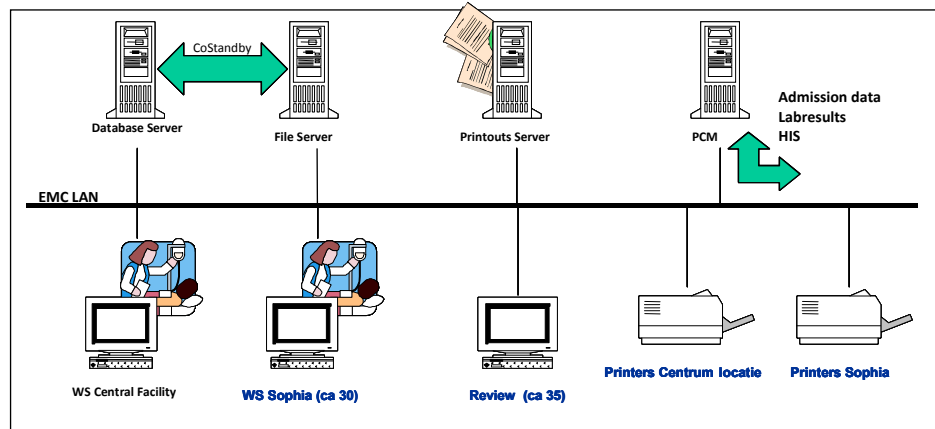 CoStandby
Database Server
File Server
Printouts Server
PCM
Admission data
Labresults
HIS
EMC LAN
WS Central Facility
WS Sophia (ca 30)
Review (ca 35)
Printers Centrum locatie
Printers Sophia